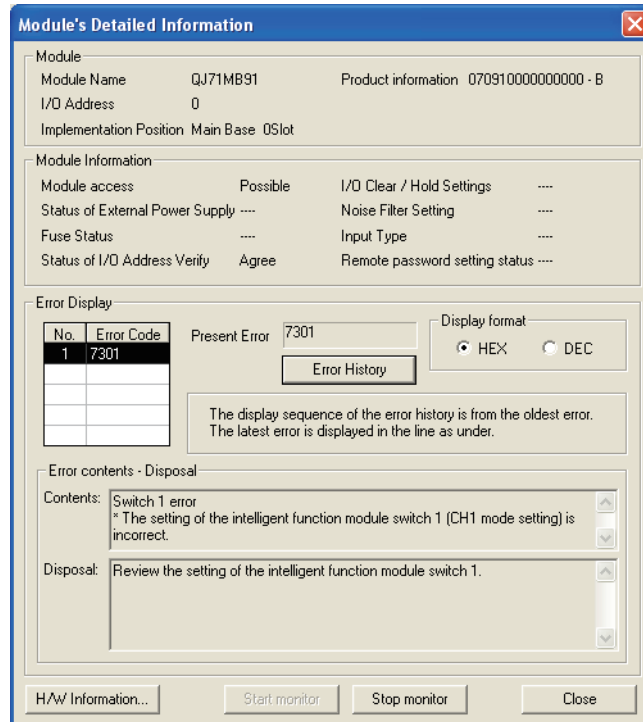 Module's Detailed Information
Module
Module Name QJ71MB91 Product information 070910000000000 - B
I/O Address 0
Implementation Position Main Base 0Slot
Module Information
Module access Possible I/O Clear / Hold Settings ----
Status of External Power Supply ---- Noise Filter Setting ----
Fuse Status ---- Input Type ----
Status of I/O Address Verify Agree Remote password setting status ----
Error Display
No. Error Code
1 7301
Present Error 7301
Display format
HEX DEC
Error History
The display sequence of the error history is from the oldest error.
The latest error is displayed in the line as under.
Error contents - Disposal
Contents: Switch 1 error
* The setting of the intelligent function module switch 1 (CH1 mode setting) is
incorrect.
Disposal: Review the setting of the intelligent function module switch 1.
H/W Information... Start monitor Stop monitor Close